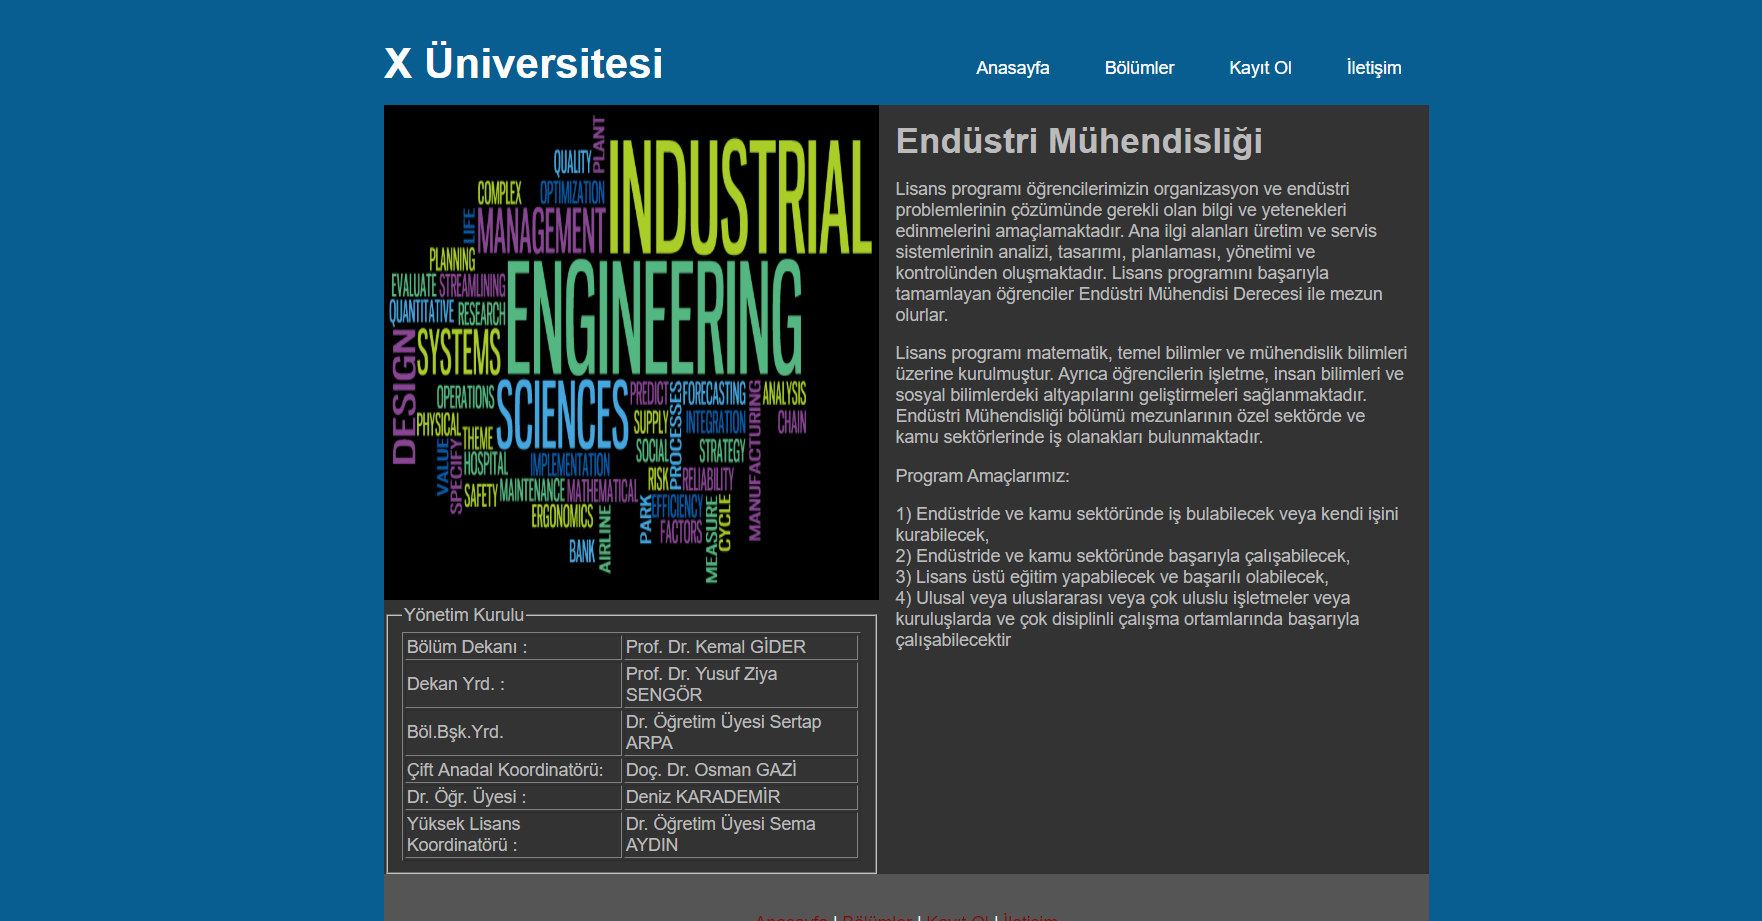 X Üniversitesi
Anasayfa Bölümler Kayıt Ol İletişim
PLANT
QUALITY
INDUSTRIAL
COMPLEX
OPTIMIZATION
LIFE
MANAGEMENT
PLANNING
ENGINEERING
EVALUATE
STREAMLINING
QUANTITATIVE
RESEARCH
DESIGN
SYSTEMS
OPERATIONS
SCIENCES
PREDICT
PROCESSES
FORECASTING
ANALYSIS
PHYSICAL
SUPPLY
INTEGRATION
MANUFACTURING
CHAIN
THEME
VALUE
SPECIFY
HOSPITAL
IMPLEMENTATION
SOCIAL
STRATEGY
SAFETY
MAINTENANCE
MATHEMATICAL
RISK
RELIABILITY
ERGONOMICS
AIRLINE
PARK
EFFICIENCY
MEASURE
CYCLE
FACTORS
BANK
Endüstri Mühendisliği
Lisans programı öğrencilerimizin organizasyon ve endüstri
problemlerinin çözümünde gerekli olan bilgi ve yetenekleri
edinmelerini amaçlamaktadır. Ana ilgi alanları üretim ve servis
sistemlerinin analizi, tasarımı, planlaması, yönetimi ve
kontrolünden oluşmaktadır. Lisans programını başarıyla
tamamlayan öğrenciler Endüstri Mühendisi Derecesi ile mezun
olurlar.
Lisans programı matematik, temel bilimler ve mühendislik bilimleri
üzerine kurulmuştur. Ayrıca öğrencilerin işletme, insan bilimleri ve
sosyal bilimlerdeki altyapılarını geliştirmeleri sağlanmaktadır.
Endüstri Mühendisliği bölümü mezunlarının özel sektörde ve
kamu sektörlerinde iş olanakları bulunmaktadır.
Program Amaçlarımız:
1) Endüstride ve kamu sektöründe iş bulabilecek veya kendi işini
kurabilecek,
2) Endüstride ve kamu sektöründe başarıyla çalışabilecek,
3) Lisans üstü eğitim yapabilecek ve başarılı olabilecek,
4) Ulusal veya uluslararası veya çok uluslu işletmeler veya
kuruluşlarda ve çok disiplinli çalışma ortamlarında başarıyla
çalışabilecektir
Yönetim Kurulu
Bölüm Dekanı : Prof. Dr. Kemal GİDER
Dekan Yrd. : Prof. Dr. Yusuf Ziya
SENGÖR
Böl.Bşk.Yrd. Dr. Öğretim Üyesi Sertap
ARPA
Çift Anadal Koordinatörü: Doç. Dr. Osman GAZİ
Dr. Öğr. Üyesi : Deniz KARADEMİR
Yüksek Lisans
Koordinatörü : Dr. Öğretim Üyesi Sema
AYDIN
Anasayfa | Bölümler | Kayıt Ol | İletişim